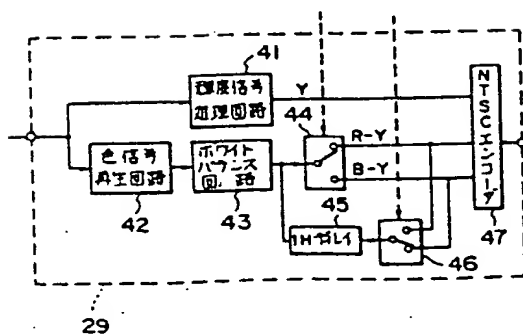 41
輝度信号
処理回路
Y
44
R-Y
B-Y
色信号
再生回路
42
ホワイト
バランス
回路
43
45
1Hデレイ
46
NTSCエンコーダ
47
29